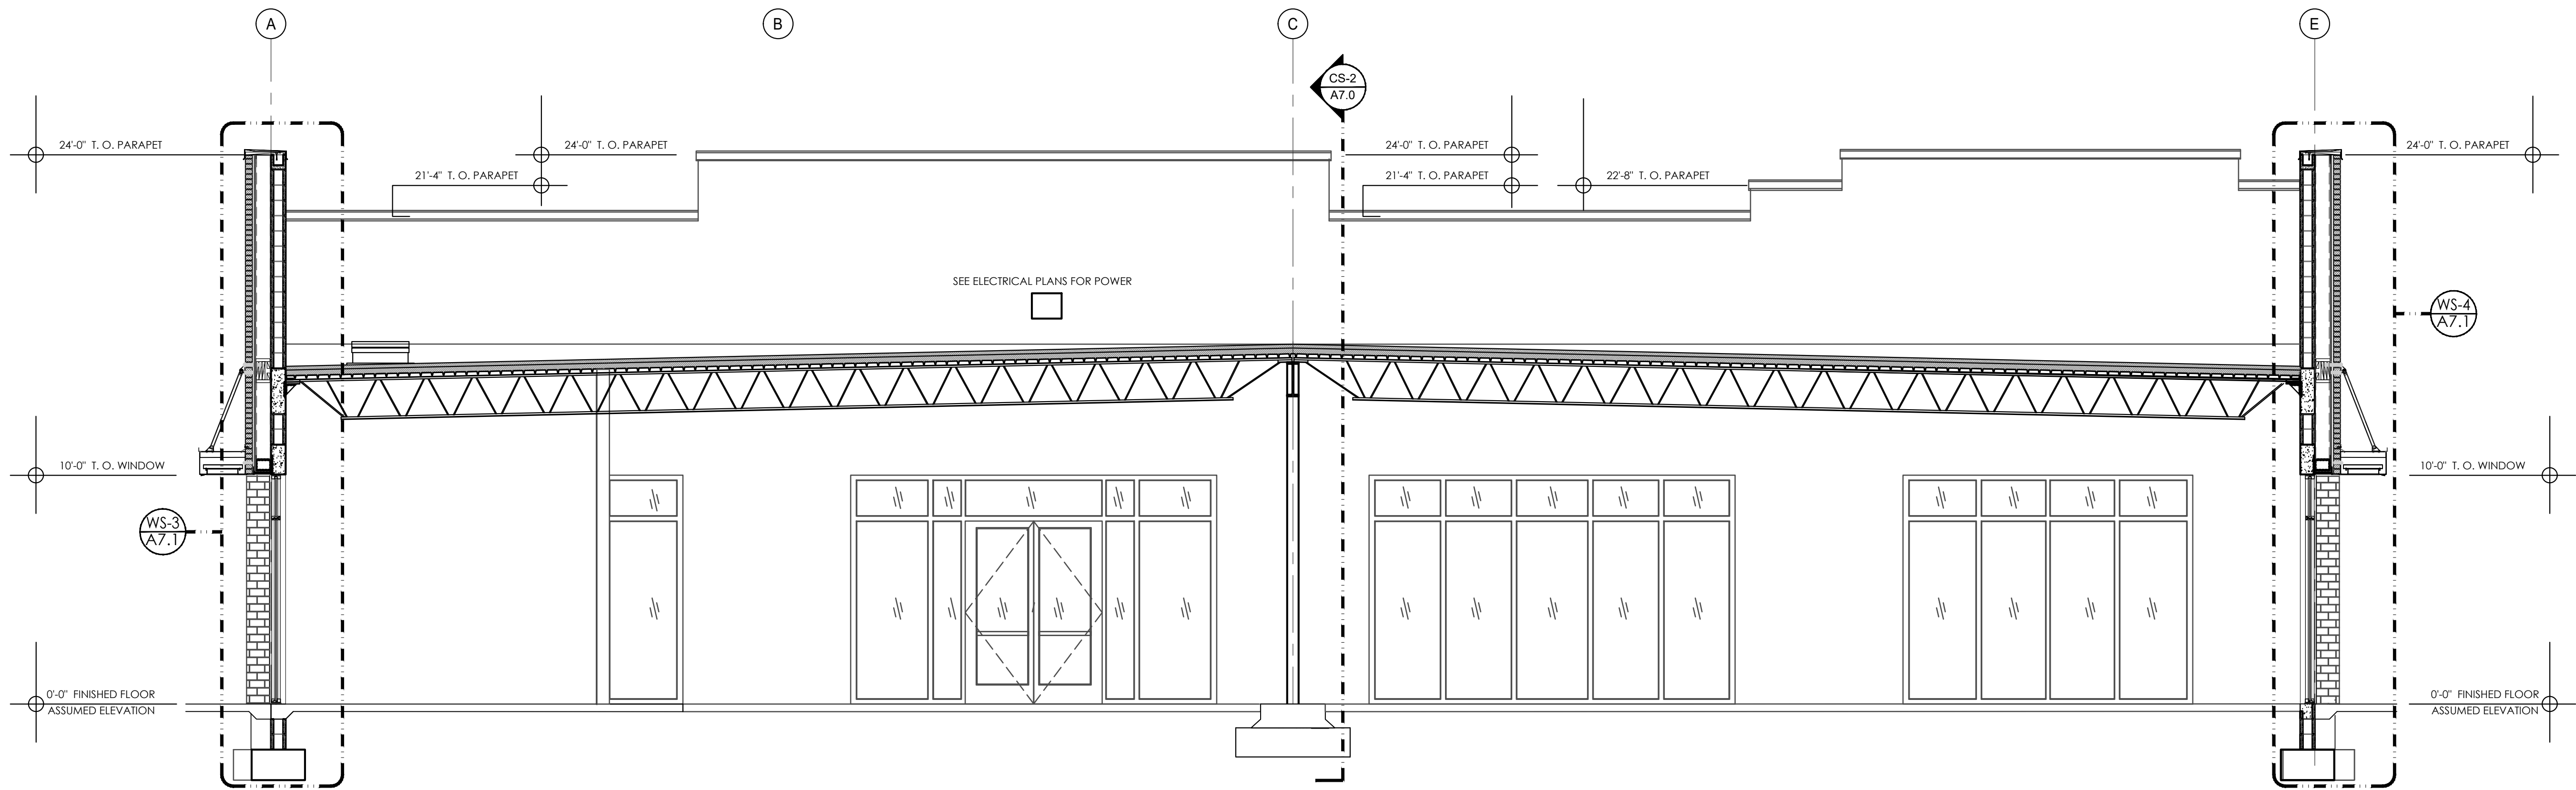 A
B
C
E
CS-2
A7.0
24'-0" T. O. PARAPET
24'-0" T. O. PARAPET
24'-0" T. O. PARAPET
24'-0" T. O. PARAPET
21'-4" T. O. PARAPET
21'-4" T. O. PARAPET
22'-8" T. O. PARAPET
SEE ELECTRICAL PLANS FOR POWER
WS-4
A7.1
10'-0" T. O. WINDOW
10'-0" T. O. WINDOW
WS-3
A7.1
0'-0" FINISHED FLOOR
ASSUMED ELEVATION
0'-0" FINISHED FLOOR
ASSUMED ELEVATION